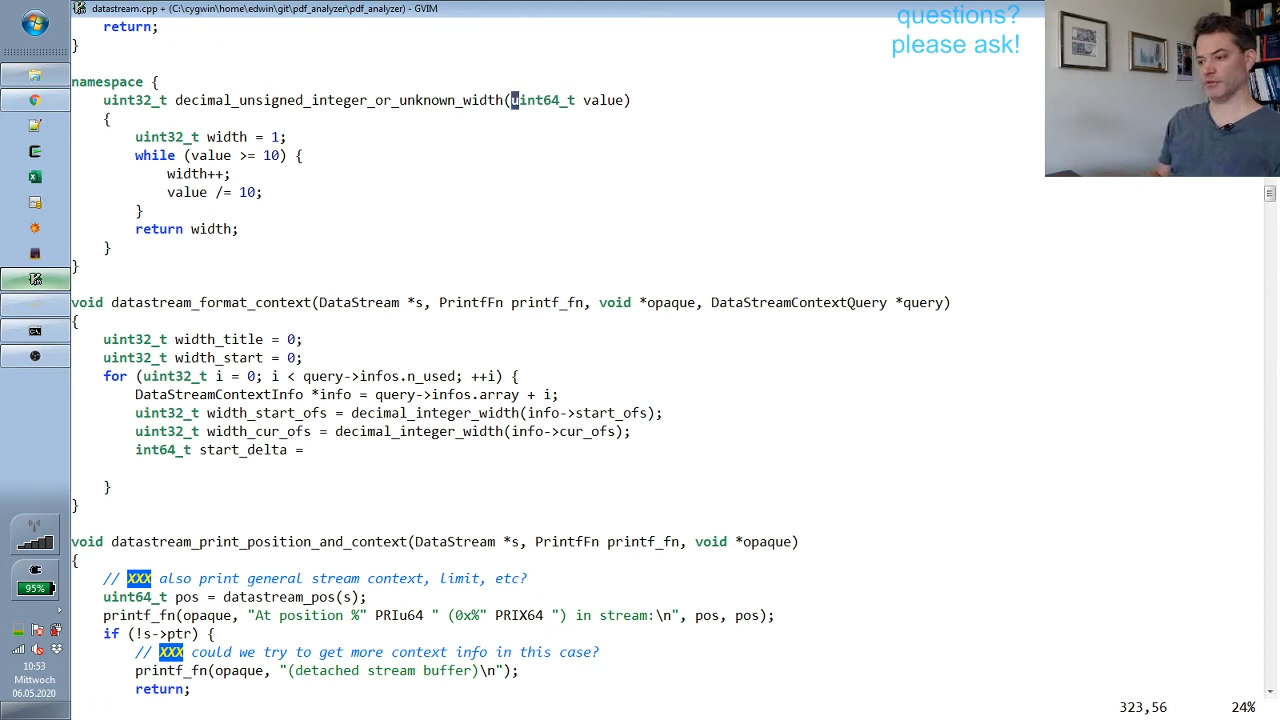 datastream.cpp + (C:\cygwin\home\edwin\git\pdf_analyzer\pdf_analyzer) - GVIM
questions?
please ask!
return;
}
namespace {
uint32_t decimal_unsigned_integer_or_unknown_width(uint64_t value)
{
uint32_t width = 1;
while (value >= 10) {
width++;
value /= 10;
}
return width;
}
}
void datastream_format_context(DataStream *s, PrintfFn printf_fn, void *opaque, DataStreamContextQuery *query)
{
uint32_t width_title = 0;
uint32_t width_start = 0;
for (uint32_t i = 0; i < query->infos.n_used; ++i) {
DataStreamContextInfo *info = query->infos.array + i;
uint32_t width_start_ofs = decimal_integer_width(info->start_ofs);
uint32_t width_cur_ofs = decimal_integer_width(info->cur_ofs);
int64_t start_delta =
}
}
void datastream_print_position_and_context(DataStream *s, PrintfFn printf_fn, void *opaque)
{
// XXX also print general stream context, limit, etc?
uint64_t pos = datastream_pos(s);
printf_fn(opaque, "At position %" PRIu64 " (0x%" PRIX64 ") in stream:\n", pos, pos);
if (!s->ptr) {
// XXX could we try to get more context info in this case?
printf_fn(opaque, "(detached stream buffer)\n");
return;
323,56 24%
95%
10:53
Mittwoch
06.05.2020